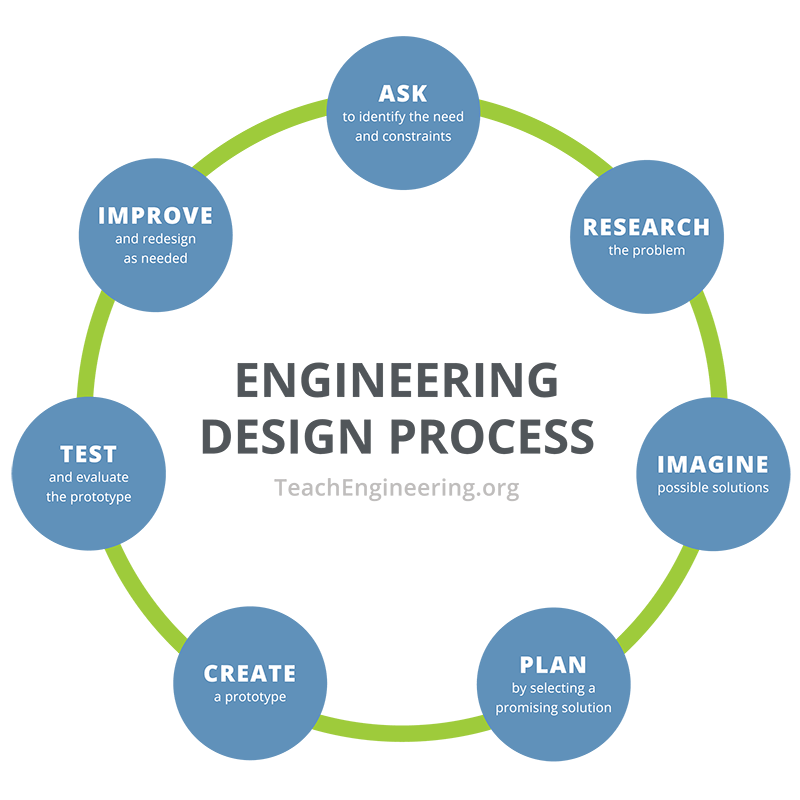 ENGINEERING
DESIGN PROCESS
TeachEngineering.org
ASK
to identify the need
and constraints
RESEARCH
the problem
IMAGINE
possible solutions
PLAN
by selecting a
promising solution
CREATE
a prototype
TEST
and evaluate
the prototype
IMPROVE
and redesign
as needed